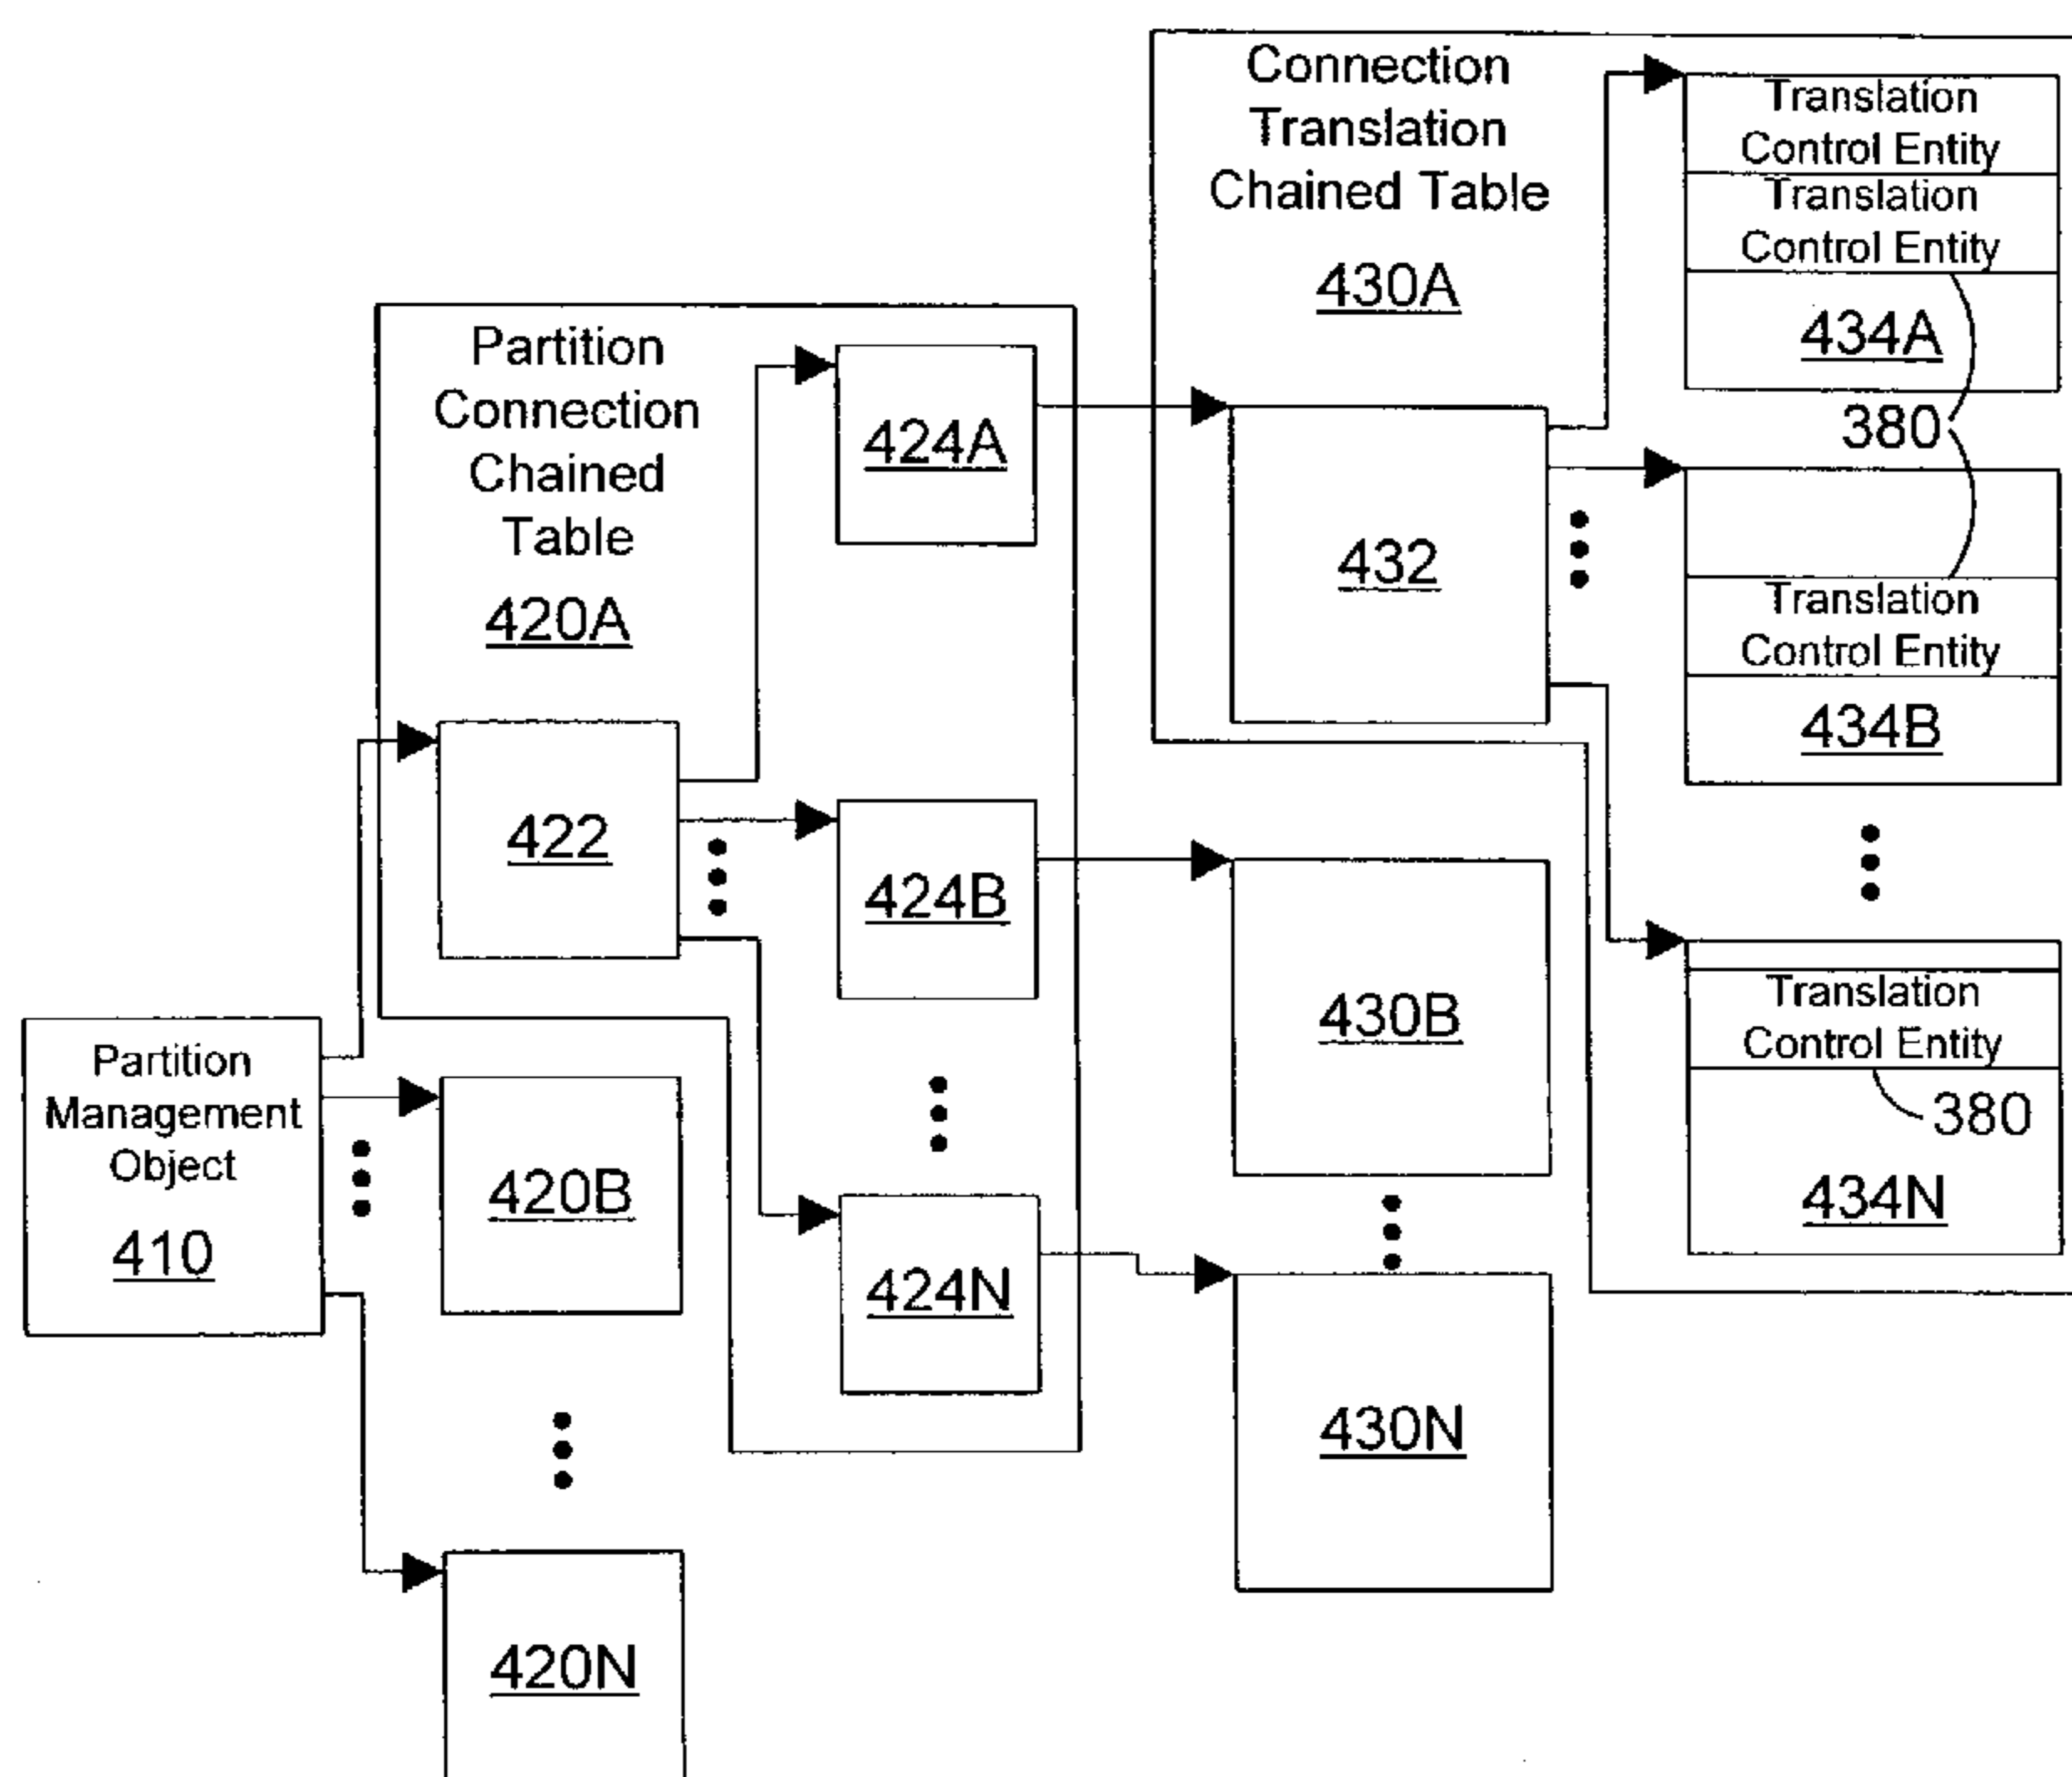 Connection
Translation
Chained Table
430A
Translation
Control Entity
Translation
Control Entity
434A
380
Partition
Connection
Chained
Table
420A
424A
432
Translation
Control Entity
434B
422
424B
430B
Translation
Control Entity
380
434N
Partition
Management
Object
410
420B
424N
430N
420N